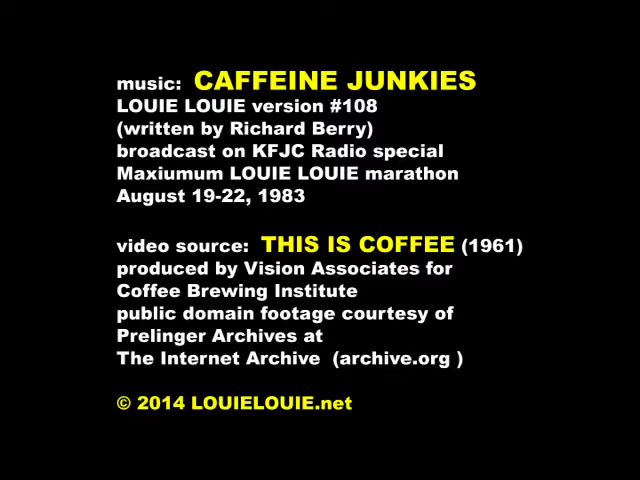 music: CAFFEINE JUNKIES
LOUIE LOUIE version #108
(written by Richard Berry)
broadcast on KFJC Radio special
Maxiumum LOUIE LOUIE marathon
August 19-22, 1983
video source: THIS IS COFFEE (1961)
produced by Vision Associates for
Coffee Brewing Institute
public domain footage courtesy of
Prelinger Archives at
The Internet Archive (archive.org )
© 2014 LOUIELOUIE.net